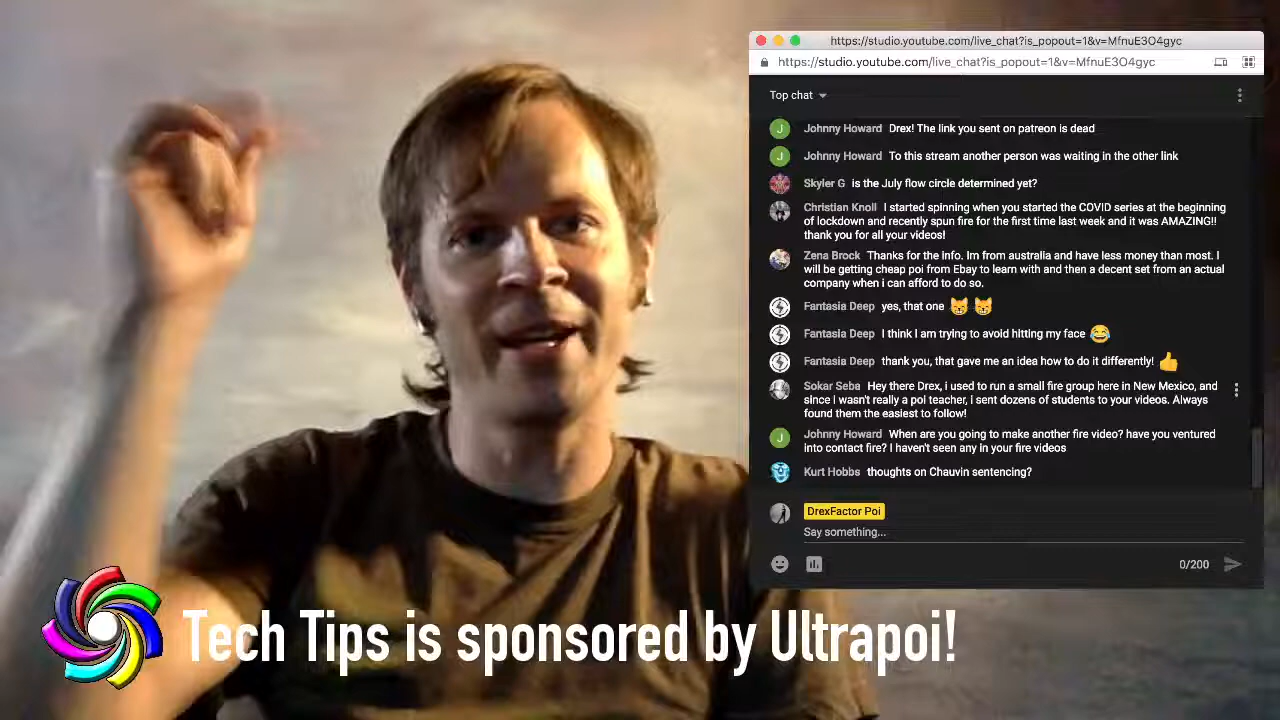 https://studio.youtube.com/live_chat?is_popout=1&v=MfnuE3O4gyc
https://studio.youtube.com/live_chat?is_popout=1&v=MfnuE3O4gyc
Top chat
J Johnny Howard Drex! The link you sent on patreon is dead
J Johnny Howard To this stream another person was waiting in the other link
Skyler G is the July flow circle determined yet?
Christian Knoll I started spinning when you started the COVID series at the beginning
of lockdown and recently spun fire for the first time last week and it was AMAZING!!
thank you for all your videos!
Zena Brock Thanks for the info. Im from australia and have less money than most. I
will be getting cheap poi from Ebay to learn with and then a decent set from an actual
company when i can afford to do so.
Fantasia Deep yes, that one 😸 😸
Fantasia Deep I think I am trying to avoid hitting my face 😂
Fantasia Deep thank you, that gave me an idea how to do it differently! 👍
Sokar Seba Hey there Drex, i used to run a small fire group here in New Mexico, and
since I wasn't really a poi teacher, i sent dozens of students to your videos. Always
found them the easiest to follow!
J Johnny Howard When are you going to make another fire video? have you ventured
into contact fire? I haven't seen any in your fire videos
Kurt Hobbs thoughts on Chauvin sentencing?
DrexFactor Poi
Say something...
0/200
Tech Tips is sponsored by Ultrapoi!